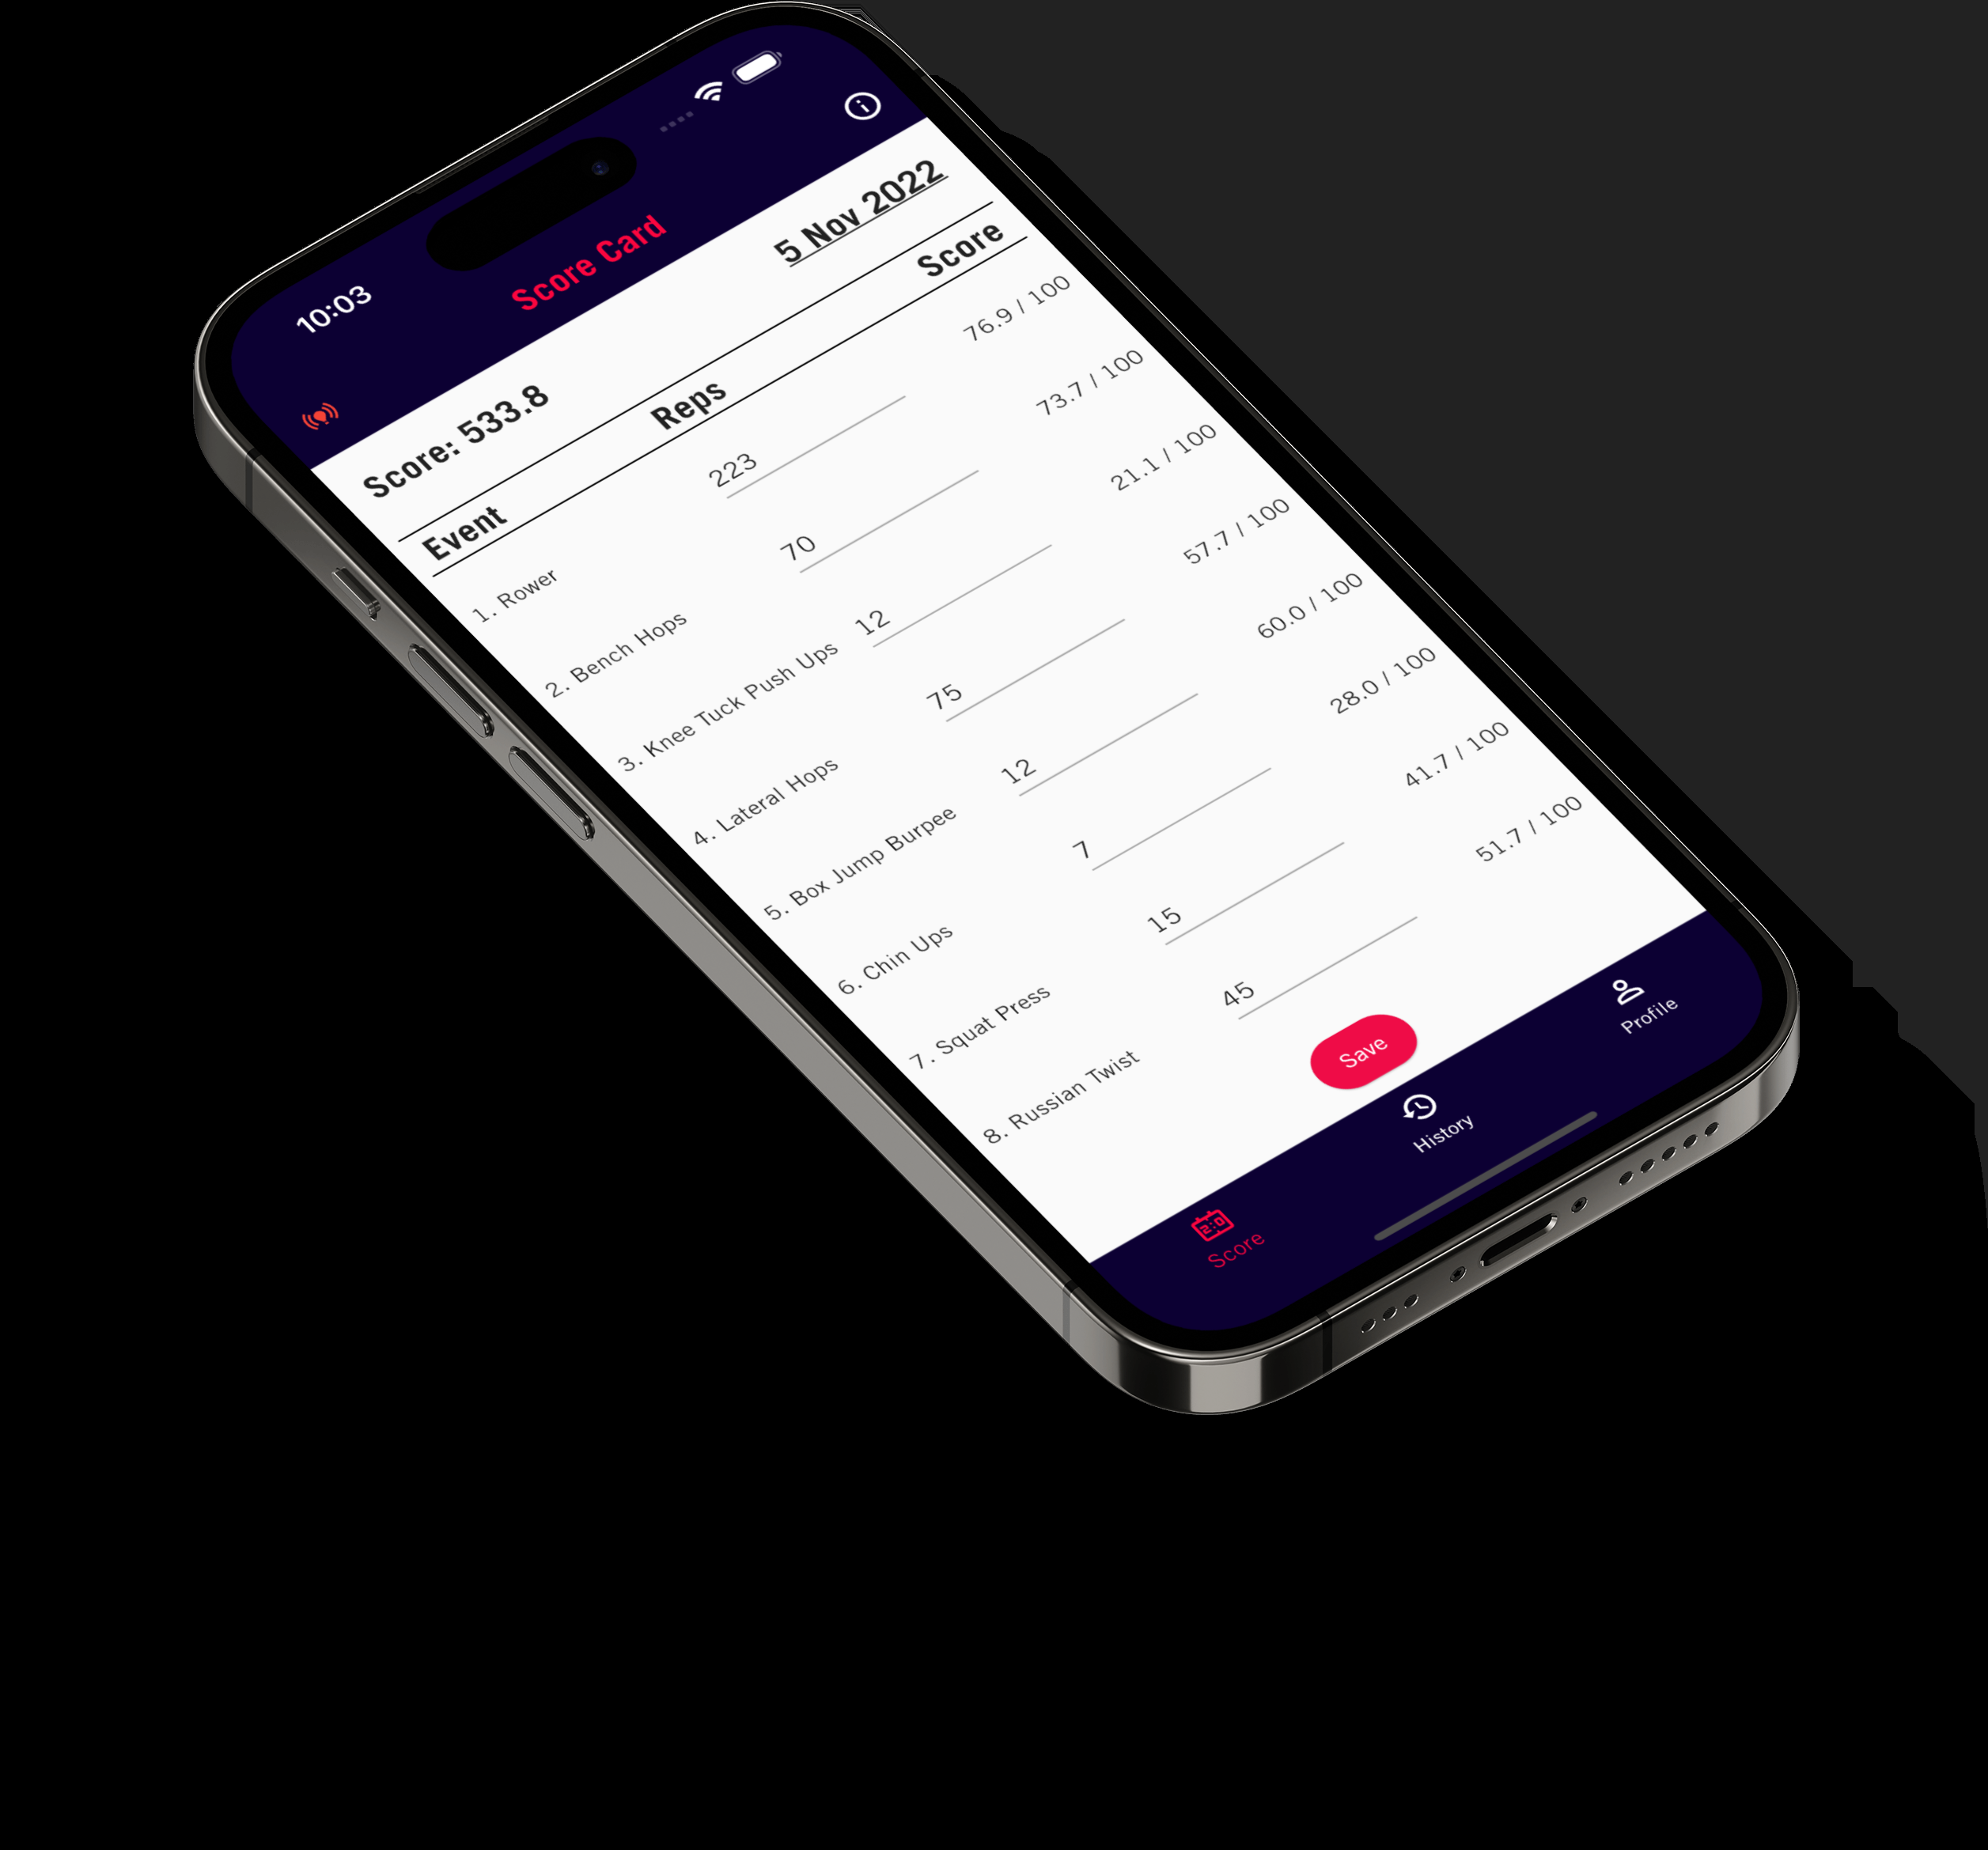 10:03
Score Card
Score: 533.8 5 Nov 2022
Event Reps Score
1. Rower 223 76.9 / 100
2. Bench Hops 70 73.7 / 100
3. Knee Tuck Push Ups 12 21.1 / 100
4. Lateral Hops 75 57.7 / 100
5. Box Jump Burpee 12 60.0 / 100
6. Chin Ups 7 28.0 / 100
7. Squat Press 15 41.7 / 100
8. Russian Twist 45 51.7 / 100
Save
2:0
Score History Profile